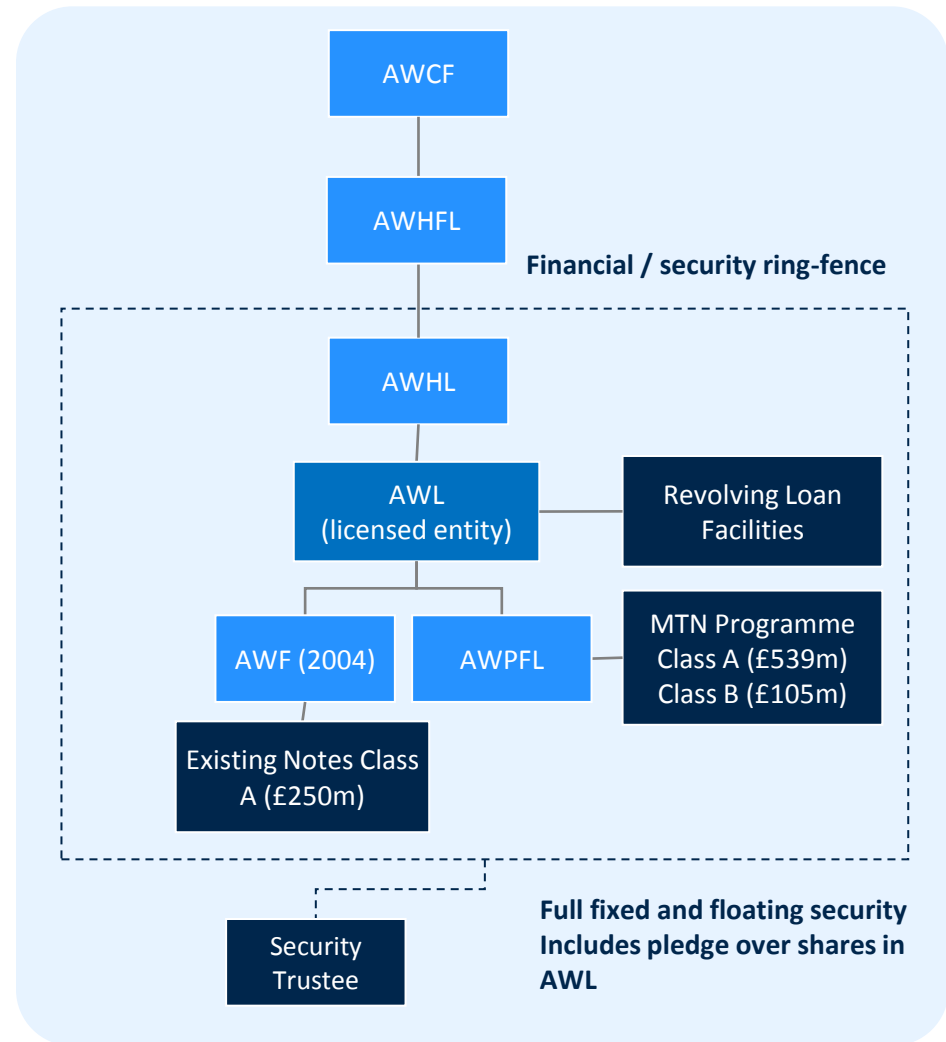 AWCF
AWHFL
Financial / security ring-fence
AWHL
AWL
(licensed entity)
Revolving Loan
Facilities
AWF (2004)
AWPFL
MTN Programme
Class A (£539m)
Class B (£105m)
Existing Notes Class
A (£250m)
Full fixed and floating security
Includes pledge over shares in
AWL
Security
Trustee